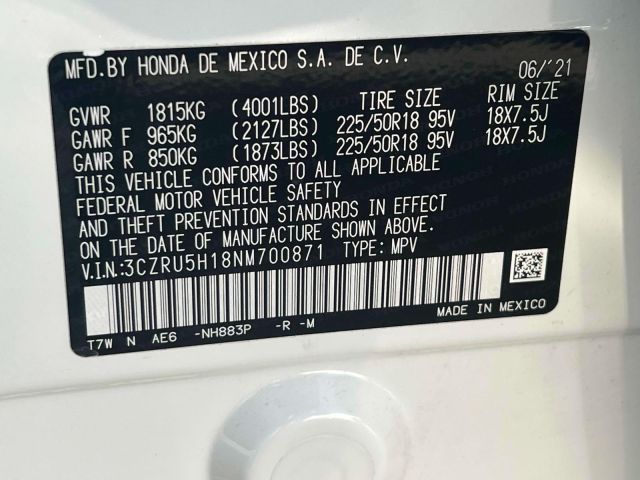 MFD.BY HONDA DE MEXICO S.A. DE C.V. 06/'21
GVWR 1815KG (4001LBS) TIRE SIZE RIM SIZE
GAWR F 965KG (2127LBS) 225/50R18 95V 18X7.5J
GAWR R 850KG (1873LBS) 225/50R18 95V 18X7.5J
THIS VEHICLE CONFORMS TO ALL APPLICABLE
FEDERAL MOTOR VEHICLE SAFETY
AND THEFT PREVENTION STANDARDS IN EFFECT
ON THE DATE OF MANUFACTURE SHOWN ABOVE.
V.I.N.:3CZRU5H18NM700871 TYPE: MPV
MADE IN MEXICO
T7W N AE6 -NH883P -R -M